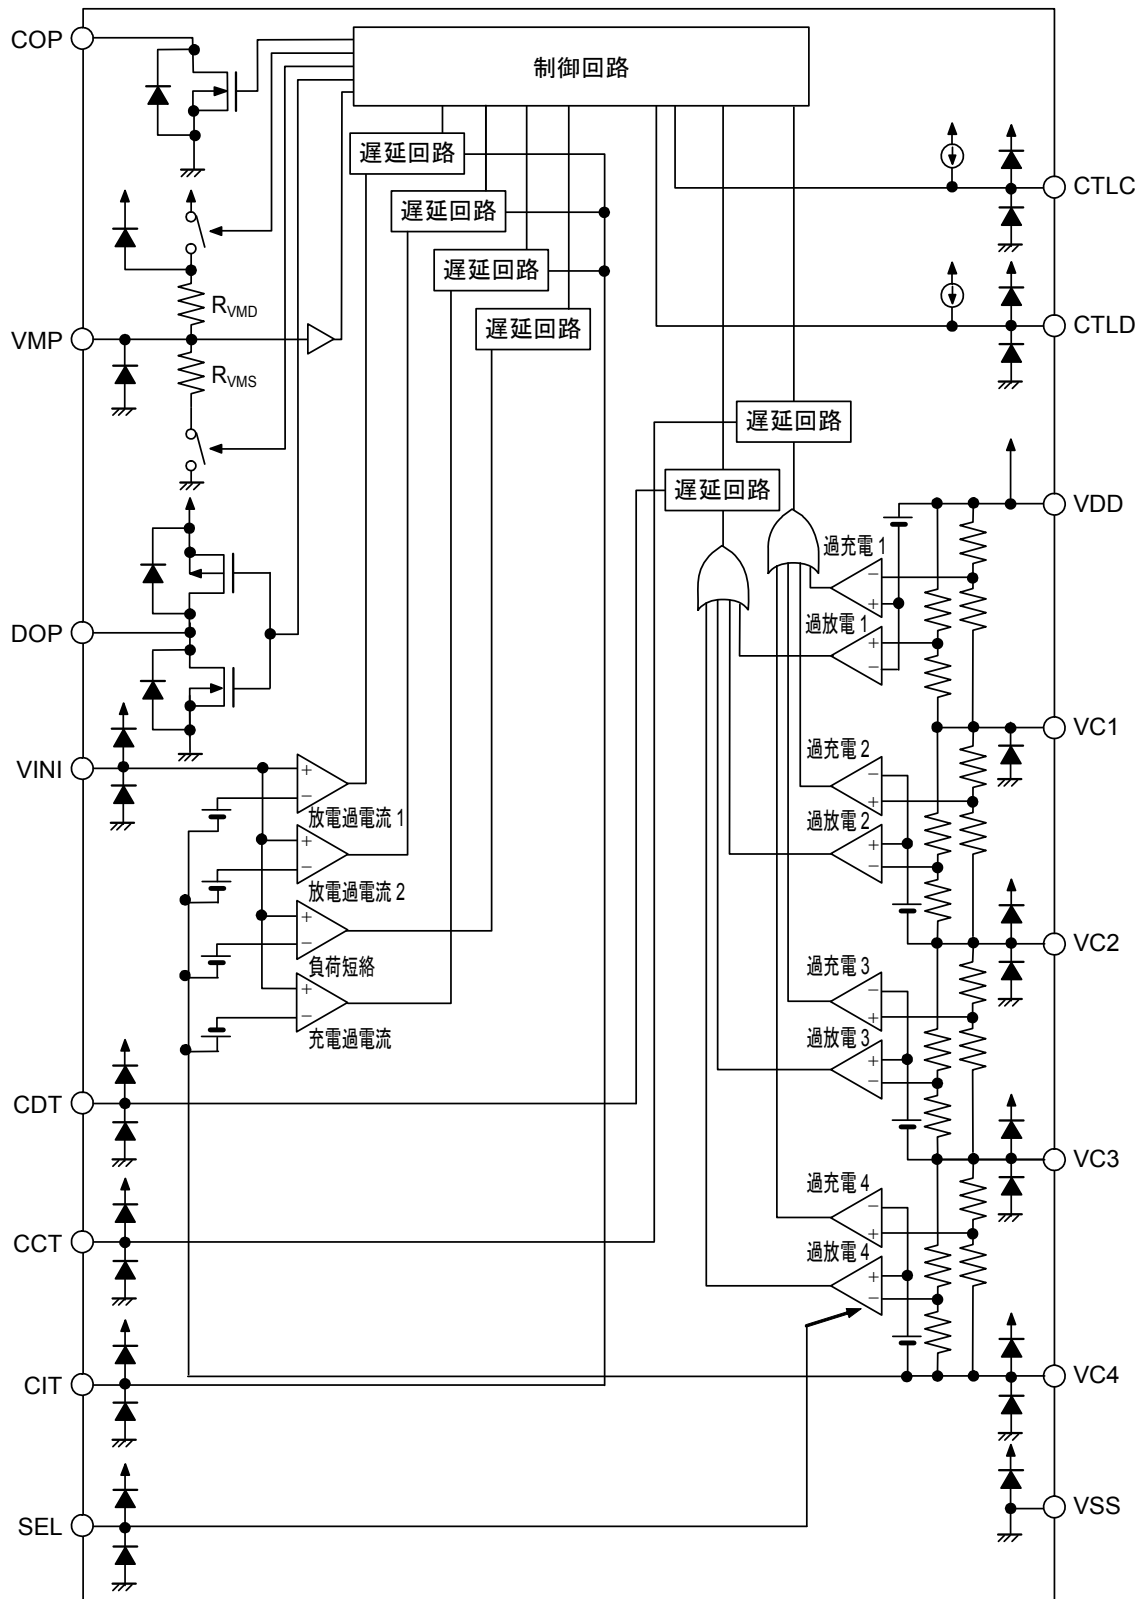 COP
制御回路
遅延回路
CTLC
遅延回路
遅延回路
RVMD
遅延回路
CTLD
VMP
RVMS
遅延回路
遅延回路
VDD
過充電 1
−
+
過放電 1
+
−
DOP
VC1
VINI
+
−
放電過電流 1
過充電 2
−
+
過放電 2
+
−
+
−
放電過電流 2
+
−
負荷短絡
VC2
過充電 3
−
+
+
−
充電過電流
過放電 3
+
−
CDT
VC3
過充電 4
−
+
CCT
過放電 4
+
−
CIT
VC4
VSS
SEL